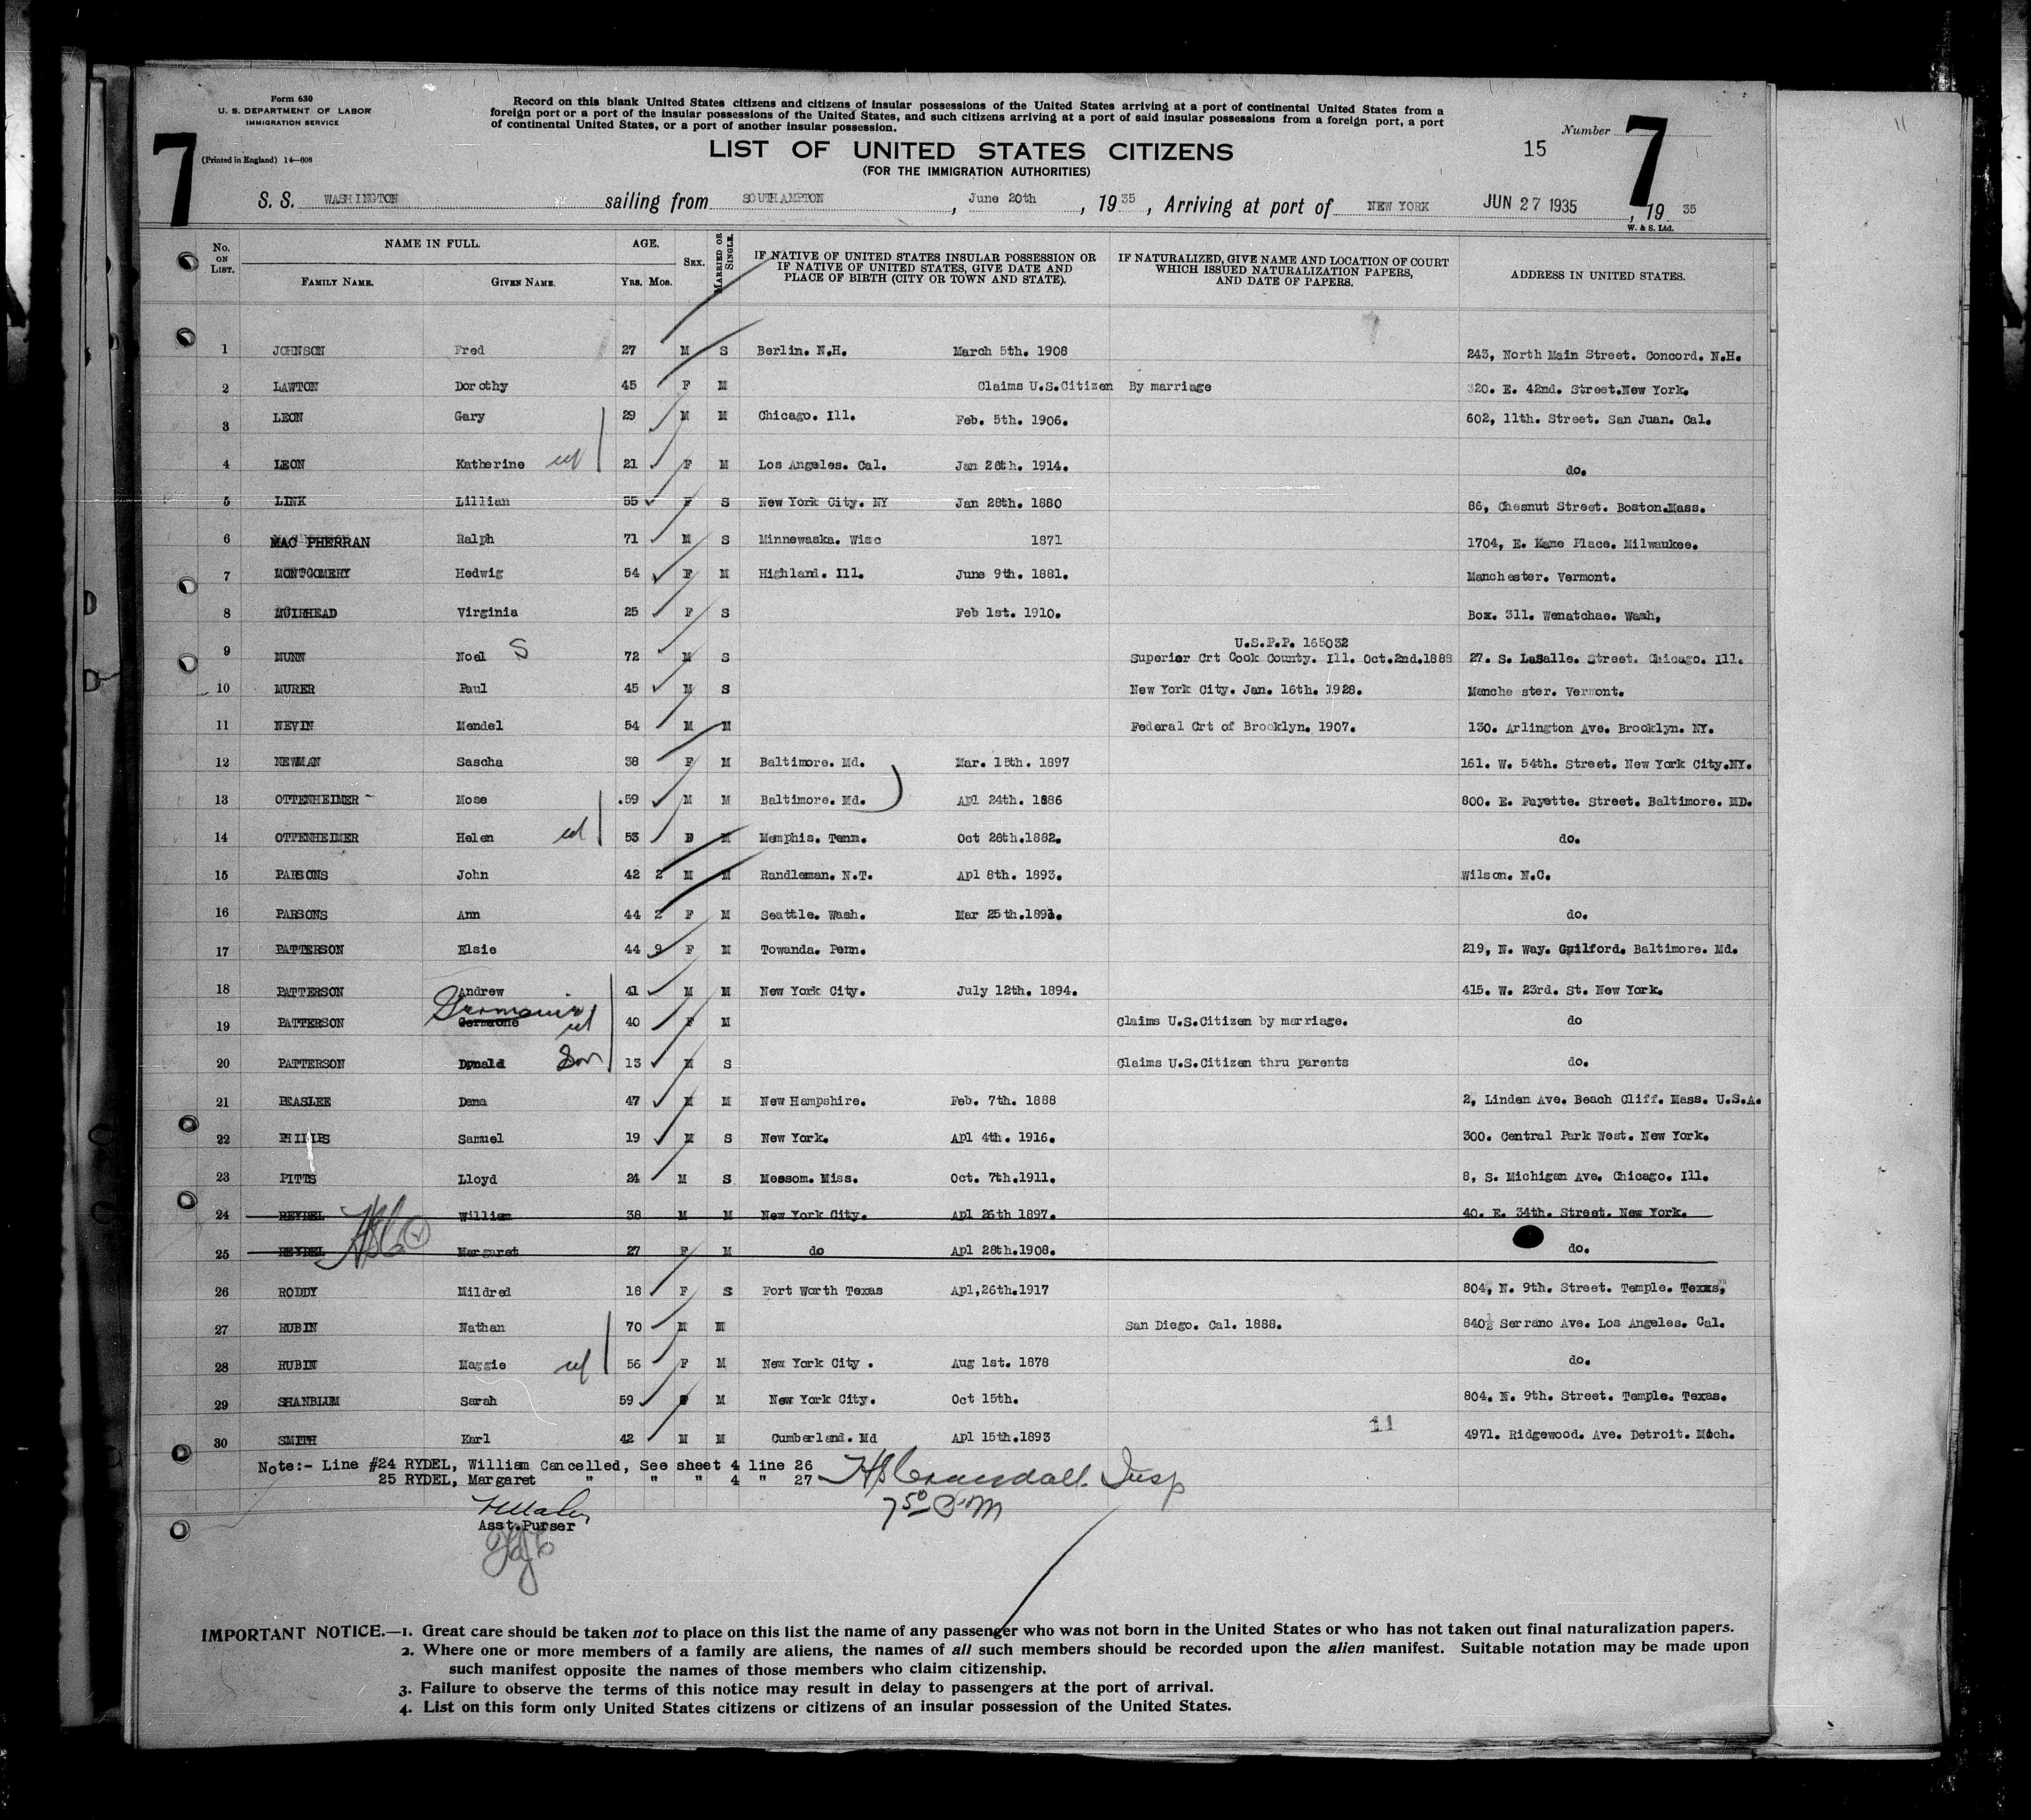 Form 630
U. S. DEPARTMENT OF LABOR
IMMIGRATION SERVICE
(Printed in England) 14—608
7
Record on this blank United States citizens and citizens of insular possessions of the United States arriving at a port of continental United States from a
foreign port or a port of the insular possessions of the United States, and such citizens arriving at a port of said insular possessions from a foreign port, a port
of continental United States, or a port of another insular possession.
Number 7
15
LIST OF UNITED STATES CITIZENS
(FOR THE IMMIGRATION AUTHORITIES)
S. S. WASHINGTON sailing from SOUTHAMPTON, June 20th, 1935, Arriving at port of NEW YORK JUN 27 1935, 19 35
W. & S. Ltd.
No. ON LIST. NAME IN FULL. FAMILY NAME. GIVEN NAME. AGE. YRS. MOS. SEX. MARRIED OR SINGLE. IF NATIVE OF UNITED STATES INSULAR POSSESSION OR IF NATIVE OF UNITED STATES, GIVE DATE AND PLACE OF BIRTH (CITY OR TOWN AND STATE). IF NATURALIZED, GIVE NAME AND LOCATION OF COURT WHICH ISSUED NATURALIZATION PAPERS, AND DATE OF PAPERS. ADDRESS IN UNITED STATES.
1 JOHNSON Fred 27 M S Berlin. N.H. March 5th. 1908 243, North Main Street. Concord. N.H.
2 LAWTON Dorothy 45 F M Claims U.S.Citizen By marriage 320. E. 42nd. Street.New York.
3 LEON Gary 29 M M Chicago. Ill. Feb. 5th. 1906. 602, 11th. Street. San Juan. Cal.
4 LEON Katherine wf 21 F M Los Angeles. Cal. Jan 28th. 1914. do.
5 LINK Lillian 55 F S New York City. NY Jan 28th. 1880 86, Chesnut Street. Boston.Mass.
6 MAC PHERRAN Ralph 71 M S Minnewaska. Wisc 1871 1704, E. Kane Place. Milwaukee.
7 MONTGOMERY Hedwig 54 F M Highland. Ill. June 9th. 1881. Manchester. Vermont.
8 MUIRHEAD Virginia 25 F S Feb 1st. 1910. Box. 311. Wenatchae. Wash,
U.S.P.P. 165032
9 MUNN Noel S 72 M S Superior Crt Cook County. Ill. Oct.2nd.1888 27. S. LaSalle. Street. Chicago. Ill.
10 MURER Paul 45 M S New York City. Jan. 16th. 1928. Manche ster. Vermont.
11 NEVIN Mendel 54 M M Federal Crt of Brooklyn. 1907. 130. Arlington Ave. Brooklyn. NY.
12 NEWMAN Sascha 38 F M Baltimore. Md. Mar. 15th. 1897 161. W. 54th. Street. New York City.NY.
13 OTTENHEIMER Mose .59 M M Baltimore. Md. Apl 24th. 1886 800. E. Fayette. Street. Baltimore. MD.
14 OTTENHEIMER Helen wf 53 F M Memphis. Tenn. Oct 26th.1882. do.
15 PARSONS John 42 2 M M Randleman. N.T. Apl 8th. 1893. Wilson. N.C.
16 PARSONS Ann 44 2 F M Seattle. Wash. Mar 25th.1891. do.
17 PATTERSON Elsie 44 9 F M Towanda. Penn. 219, N. Way. Guilford. Baltimore. Md.
18 PATTERSON Andrew 41 M M New York City. July 12th. 1894. 415. W. 23rd. St. New York.
Germanie
19 PATTERSON Germaone wf 40 F M Claims U.S.Citizen by marriage. do
20 PATTERSON Donald Son 13 M S Claims U.S.Citizen thru parents do.
21 PEASLEE Dana 47 M M New Hampshire. Feb. 7th. 1888 2, Linden Ave. Beach Cliff. Mass. U.S.A.
22 PHILIPS Samuel 19 M S New York. Apl 4th. 1916. 300. Central Park West. New York.
23 PITTS Lloyd 24 M S Messom. Miss. Oct. 7th.1911. 8, S. Michigan Ave. Chicago. Ill.
24 REYDEL William 38 M M New York City. Apl 26th 1897. 40. E. 34th. Street. New York.
25 REYDEL Margaret 27 F M do Apl 28th.1908. do.
26 RODDY Mildred 18 F S Fort Worth Texas Apl,26th.1917 804, N. 9th. Street. Temple. Texas,
27 RUBIN Nathan 70 M M San Diego. Cal. 1888. 840½ Serrano Ave. Los Angeles. Cal.
28 RUBIN Maggie wf 56 F M New York City . Aug 1st. 1878 do.
29 SHANBLUM Sarah 59 M New York City. Oct 15th. 804. N. 9th. Street. Temple. Texas.
30 SMITH Karl 42 M M Cumberland. Md Apl 15th.1893 4971. Ridgewood. Ave. Detroit. Mich.
11
Note:- Line #24 RYDEL, William Cancelled, See sheet 4 line 26
25 RYDEL, Margaret " " " 4 " 27
HS Crandall. Insp
7 50 P.M
Asst.Purser
IMPORTANT NOTICE.—1. Great care should be taken not to place on this list the name of any passenger who was not born in the United States or who has not taken out final naturalization papers.
2. Where one or more members of a family are aliens, the names of all such members should be recorded upon the alien manifest. Suitable notation may be made upon
such manifest opposite the names of those members who claim citizenship.
3. Failure to observe the terms of this notice may result in delay to passengers at the port of arrival.
4. List on this form only United States citizens or citizens of an insular possession of the United States.